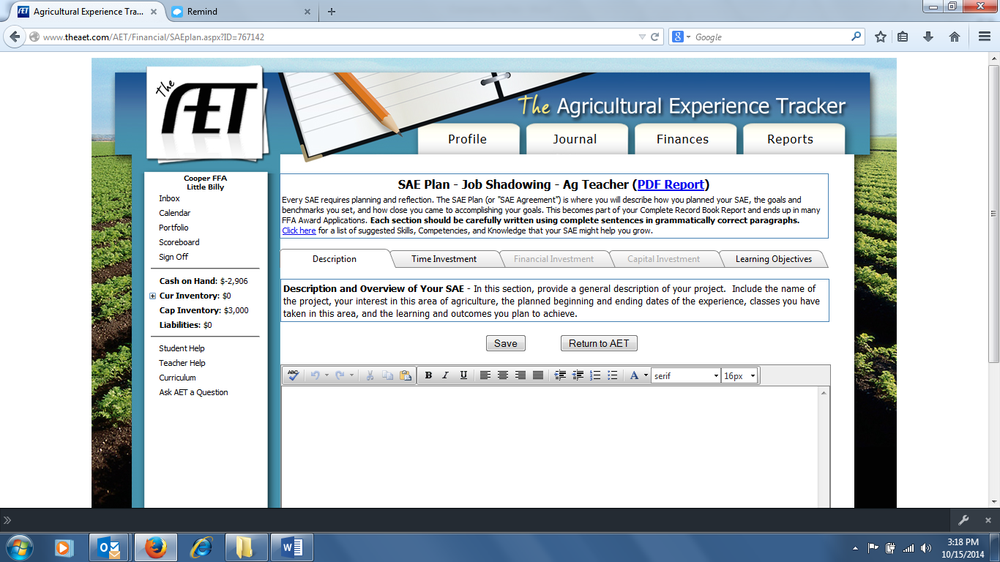 Agricultural Experience Tra...
Remind
www.theaet.com/AET/Financial/SAEplan.aspx?ID=767142
Google
The AET
The Agricultural Experience Tracker
Profile
Journal
Finances
Reports
Cooper FFA
Little Billy
Inbox
Calendar
Portfolio
Scoreboard
Sign Off
Cash on Hand: $-2,906
Cur Inventory: $0
Cap Inventory: $3,000
Liabilities: $0
Student Help
Teacher Help
Curriculum
Ask AET a Question
SAE Plan - Job Shadowing - Ag Teacher (PDF Report)
Every SAE requires planning and reflection. The SAE Plan (or "SAE Agreement") is where you will describe how you planned your SAE, the goals and
benchmarks you set, and how close you came to accomplishing your goals. This becomes part of your Complete Record Book Report and ends up in many
FFA Award Applications. Each section should be carefully written using complete sentences in grammatically correct paragraphs.
Click here for a list of suggested Skills, Competencies, and Knowledge that your SAE might help you grow.
Description
Time Investment
Financial Investment
Capital Investment
Learning Objectives
Description and Overview of Your SAE - In this section, provide a general description of your project. Include the name of
the project, your interest in this area of agriculture, the planned beginning and ending dates of the experience, classes you have
taken in this area, and the learning and outcomes you plan to achieve.
Save
Return to AET
ABC
B I U
A
serif
16px
3:18 PM
10/15/2014